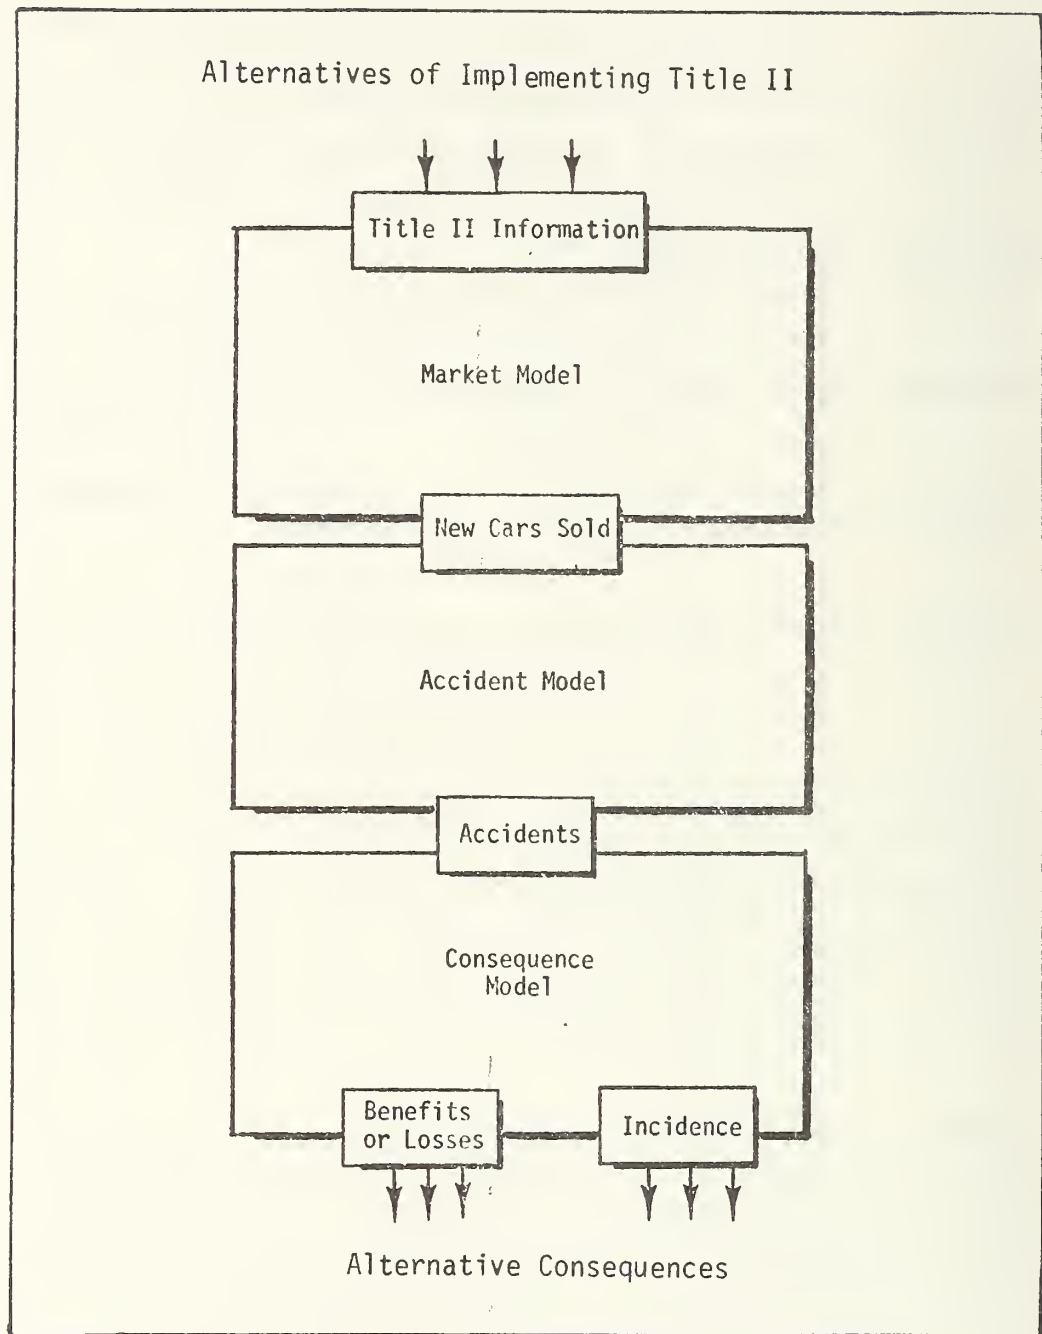 Alternatives of Implementing Title II
Title II Information
Market Model
New Cars Sold
Accident Model
Accidents
Consequence
Model
Benefits
or Losses
Incidence
Alternative Consequences